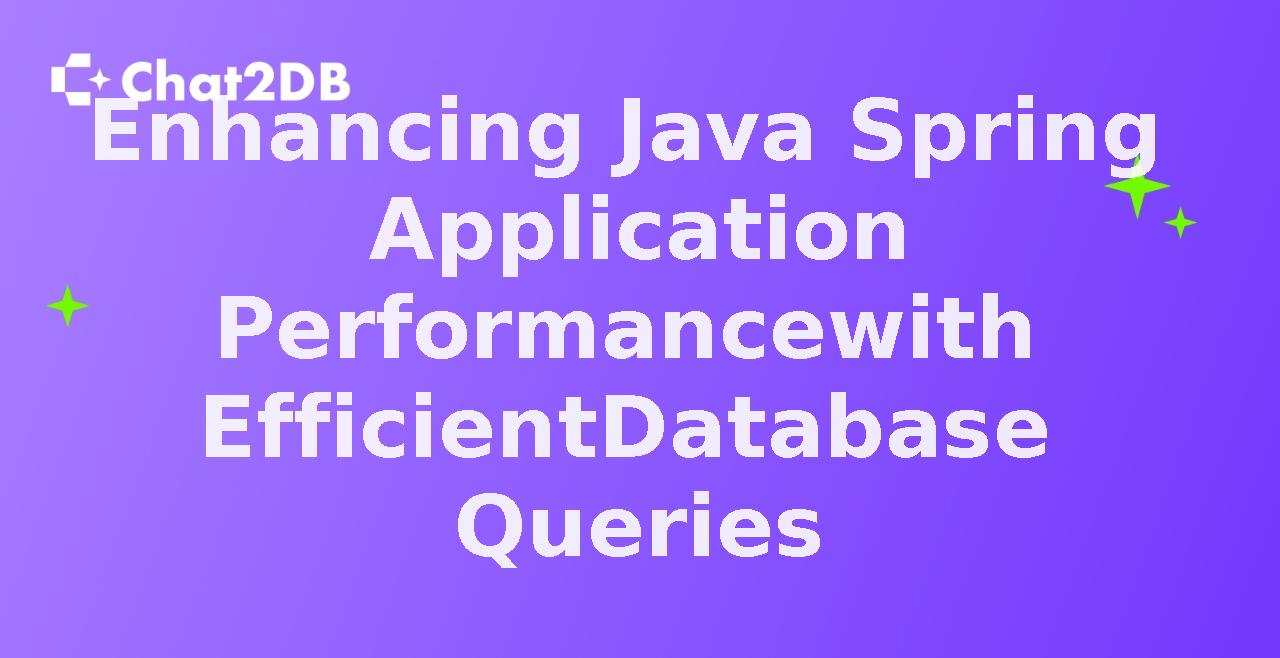 Chat2DB
Enhancing Java Spring
Application
Performancewith
EfficientDatabase
Queries